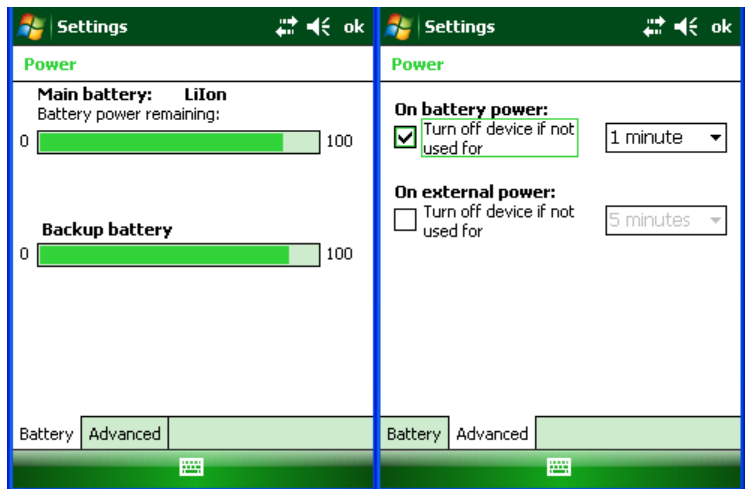 Settings
ok
Power
Main battery: LiIon
Battery power remaining:
0
100
Backup battery
0
100
Battery
Advanced
Settings
ok
Power
On battery power:
Turn off device if not
used for
1 minute
On external power:
Turn off device if not
used for
5 minutes
Battery
Advanced